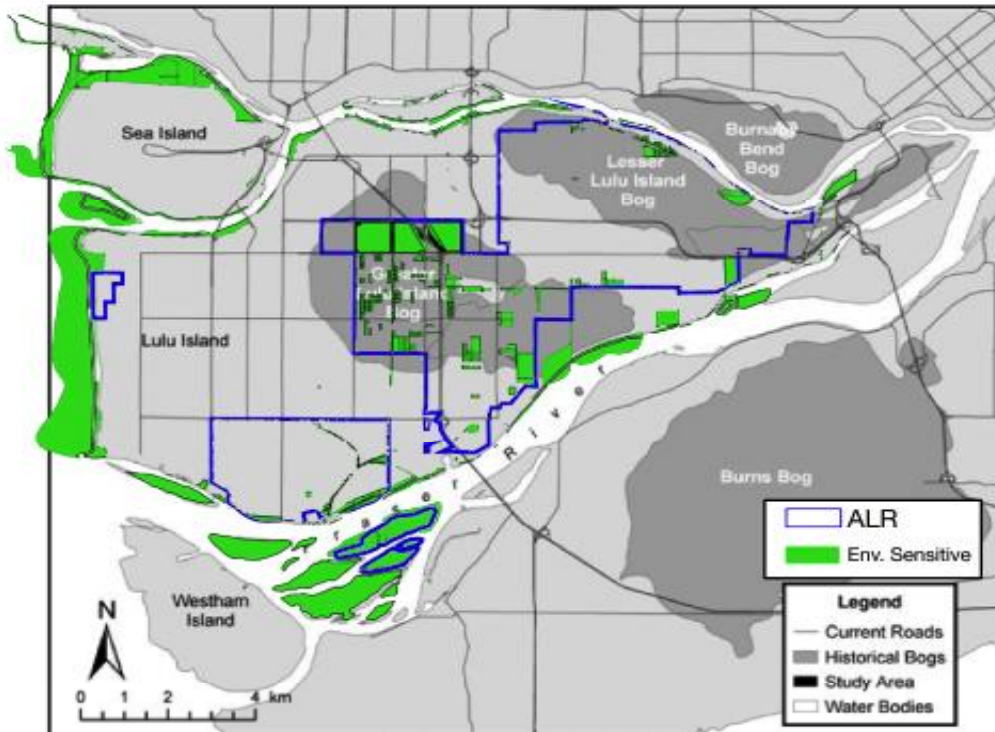 Sea Island
Burnaby
Bend
Bog
Lesser
Lulu Island
Bog
Greater
Bog
Lulu Island
Fraser River
Burns Bog
Westham
Island
N
0 1 2 4 km
ALR
Env. Sensitive
Legend
Current Roads
Historical Bogs
Study Area
Water Bodies